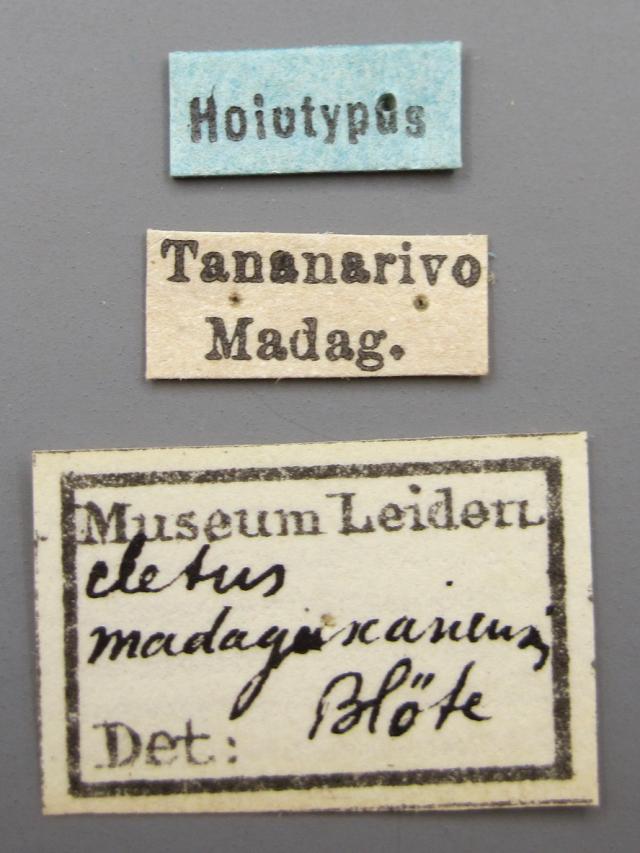 Holotypus
Tananarivo
Madag.
Museum Leiden
cletus
madagascariensis
Blöte
Det: